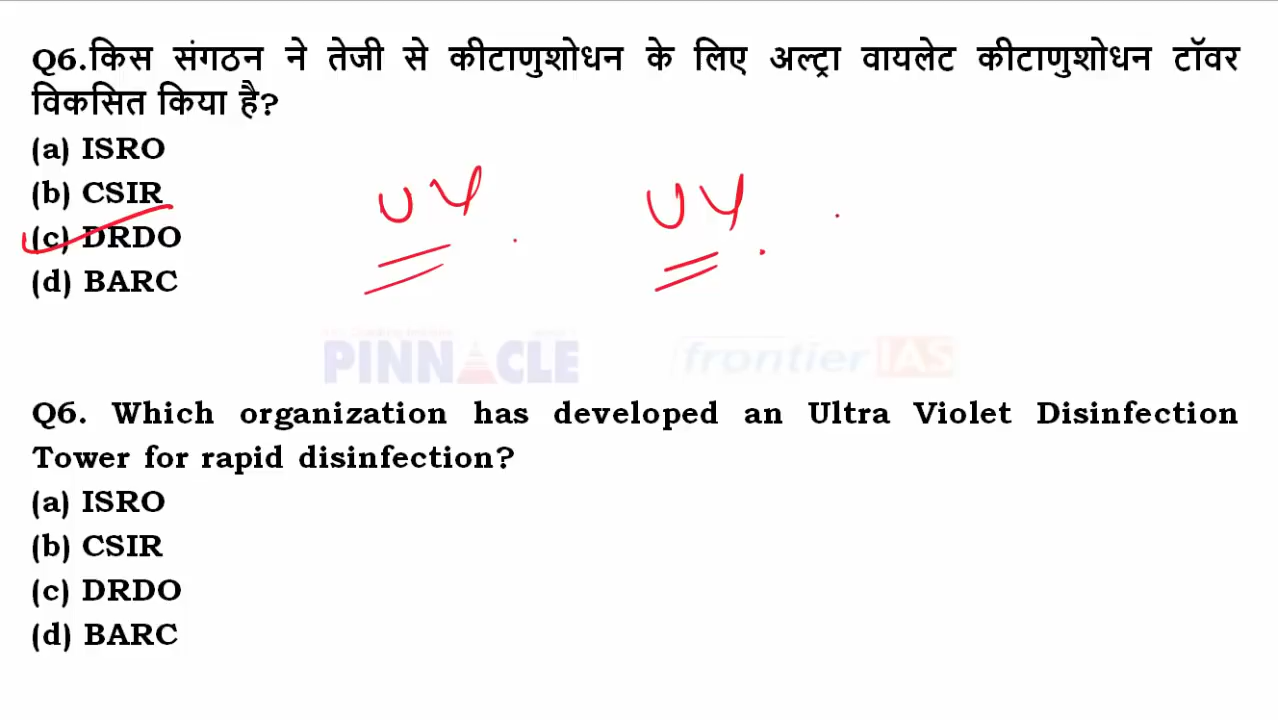 Q6.किस संगठन ने तेजी से कीटाणुशोधन के लिए अल्ट्रा वायलेट कीटाणुशोधन टॉवर
विकसित किया है?
(a) ISRO
(b) CSIR
(c) DRDO
(d) BARC
UV UV
PINNACLE frontier IAS
Q6. Which organization has developed an Ultra Violet Disinfection
Tower for rapid disinfection?
(a) ISRO
(b) CSIR
(c) DRDO
(d) BARC